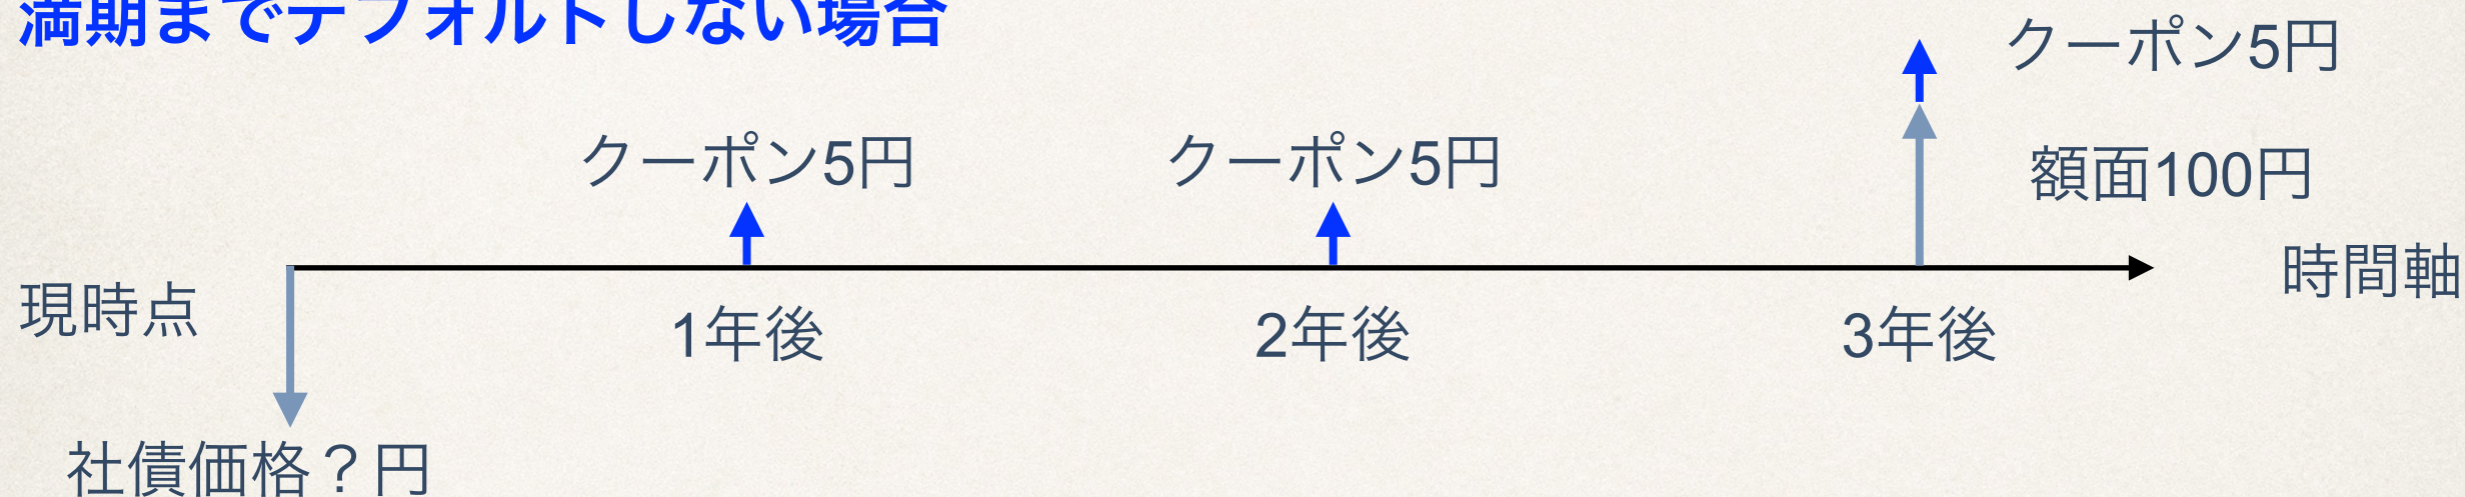 満期までデフォルトしない場合
クーポン5円
クーポン5円
クーポン5円
額面100円
時間軸
現時点
1年後
2年後
3年後
社債価格？円